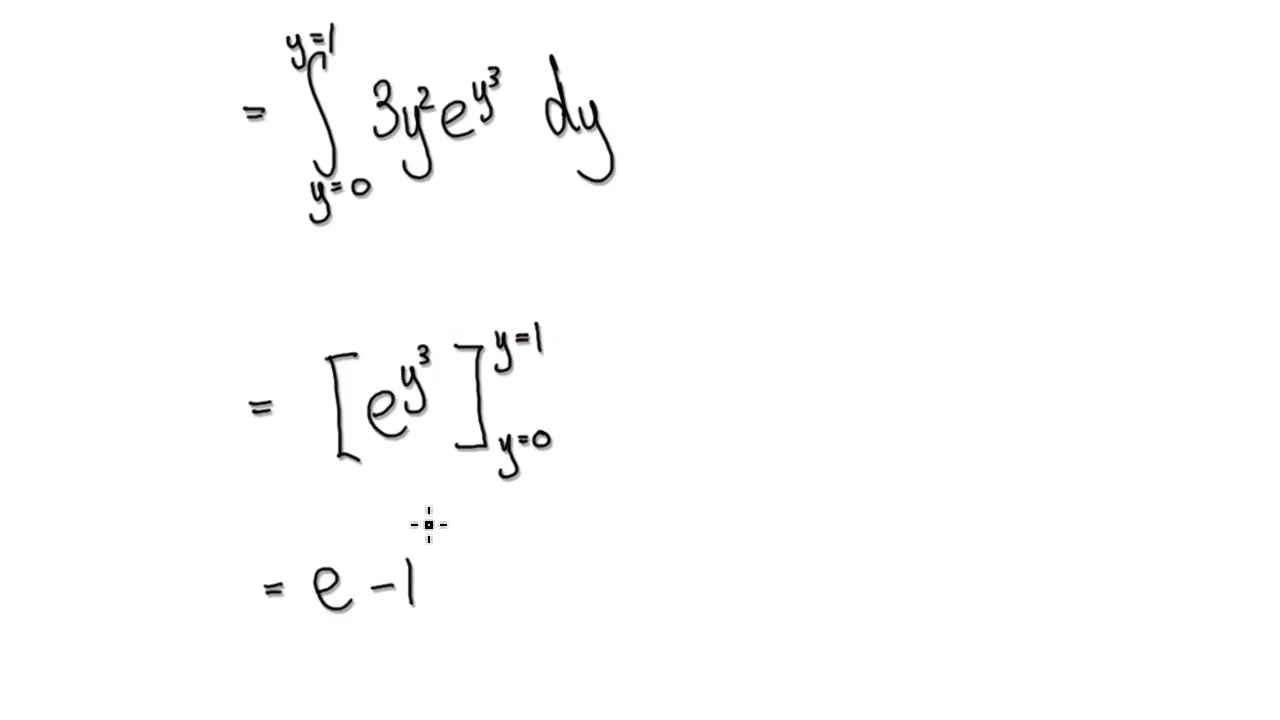 = ∫_{y=0}^{y=1} 3y²e^{y³} dy
= [e^{y³}]_{y=0}^{y=1}
= e - 1